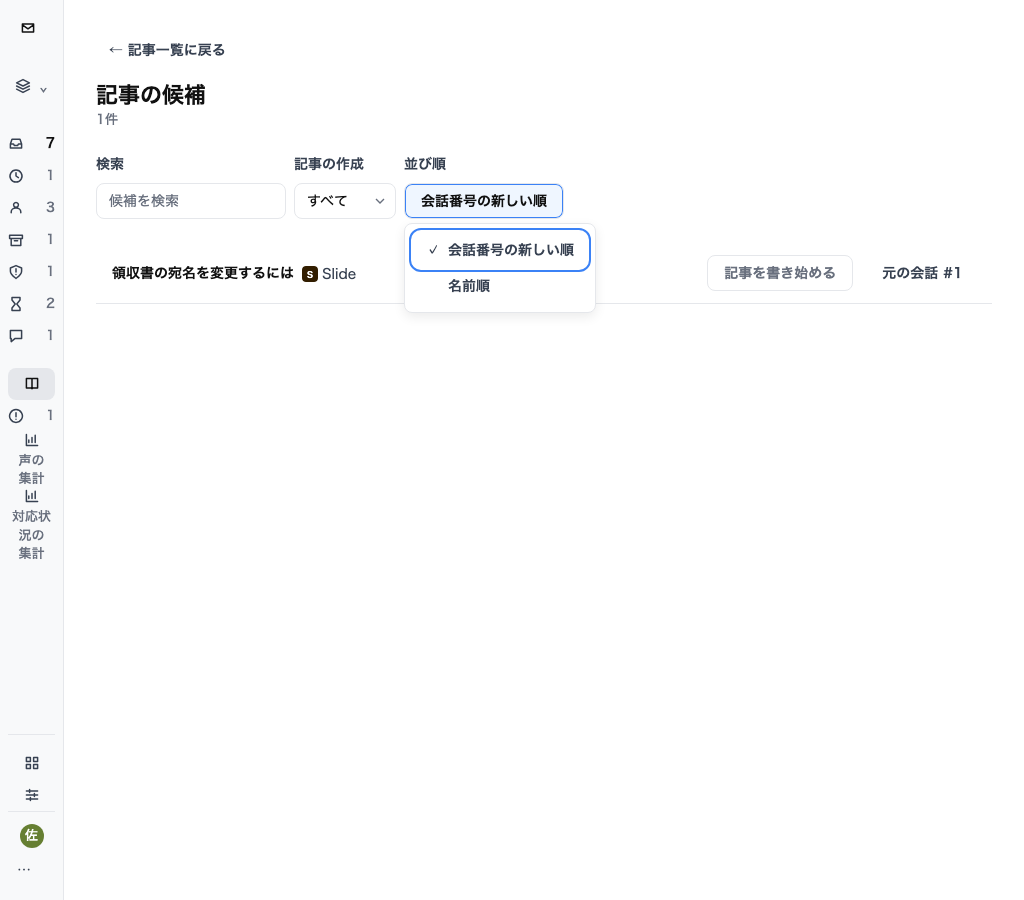 ← 記事一覧に戻る
記事の候補
1件
検索
記事の作成
並び順
候補を検索
すべて
会話番号の新しい順
✓ 会話番号の新しい順
名前順
領収書の宛名を変更するには S Slide
記事を書き始める
元の会話 #1
7
1
3
1
1
2
1
1
声の
集計
対応状
況の
集計
佐
…